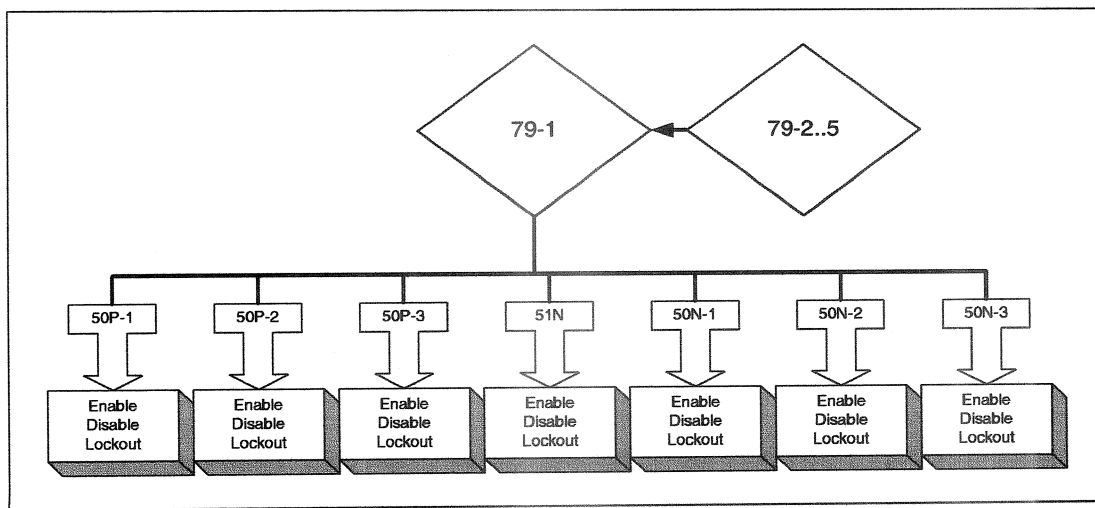 79-1
79-2..5
50P-1
50P-2
50P-3
51N
50N-1
50N-2
50N-3
Enable
Disable
Lockout
Enable
Disable
Lockout
Enable
Disable
Lockout
Enable
Disable
Lockout
Enable
Disable
Lockout
Enable
Disable
Lockout
Enable
Disable
Lockout